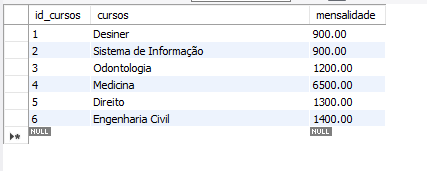 id_cursos cursos mensalidade
1 Desiner 900.00
2 Sistema de Informação 900.00
3 Odontologia 1200.00
4 Medicina 6500.00
5 Direito 1300.00
6 Engenharia Civil 1400.00
NULL NULL